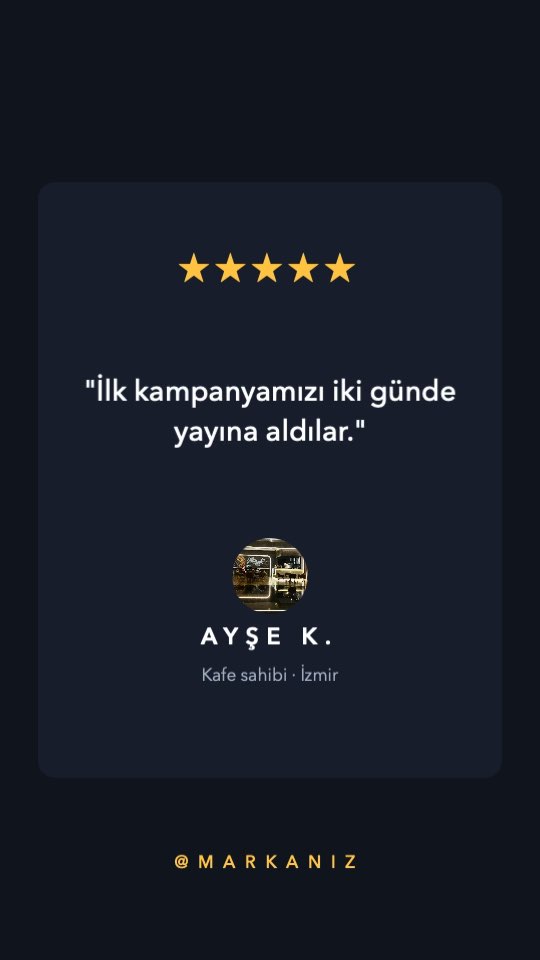 "İlk kampanyamızı iki günde
yayına aldılar."
AYŞE K.
Kafe sahibi · İzmir
@MARKANIZ